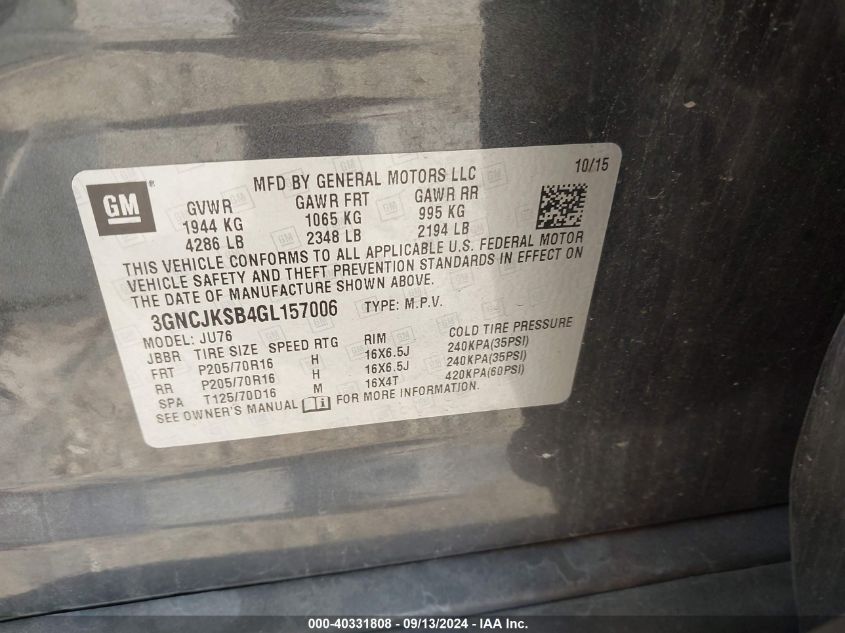 GM
MFD BY GENERAL MOTORS LLC
10/15
GVWR GAWR FRT GAWR RR
1944 KG 1065 KG 995 KG
4286 LB 2348 LB 2194 LB
THIS VEHICLE CONFORMS TO ALL APPLICABLE U.S. FEDERAL MOTOR
VEHICLE SAFETY AND THEFT PREVENTION STANDARDS IN EFFECT ON
THE DATE OF MANUFACTURE SHOWN ABOVE.
3GNCJKSB4GL157006 TYPE: M.P.V.
MODEL: JU76
JBBR TIRE SIZE SPEED RTG RIM COLD TIRE PRESSURE
FRT P205/70R16 H 16X6.5J 240KPA(35PSI)
RR P205/70R16 H 16X6.5J 240KPA(35PSI)
SPA T125/70D16 M 16X4T 420KPA(60PSI)
SEE OWNER'S MANUAL FOR MORE INFORMATION.
000-40331808 - 09/13/2024 - IAA Inc.